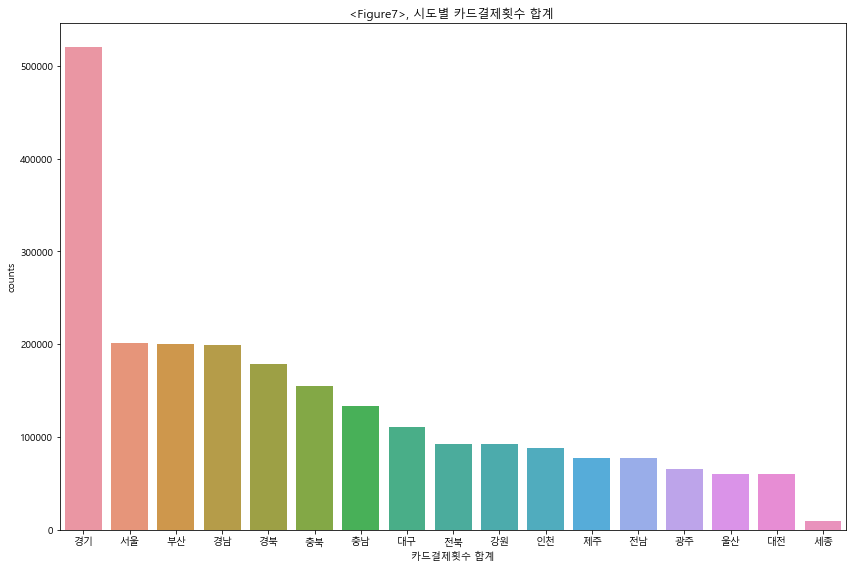 <Figure7>, 시도별 카드결제횟수 합계
500000
400000
300000
200000
100000
0
counts
경기 서울 부산 경남 경북 충북 충남 대구 전북 강원 인천 제주 전남 광주 울산 대전 세종
카드결제횟수 합계